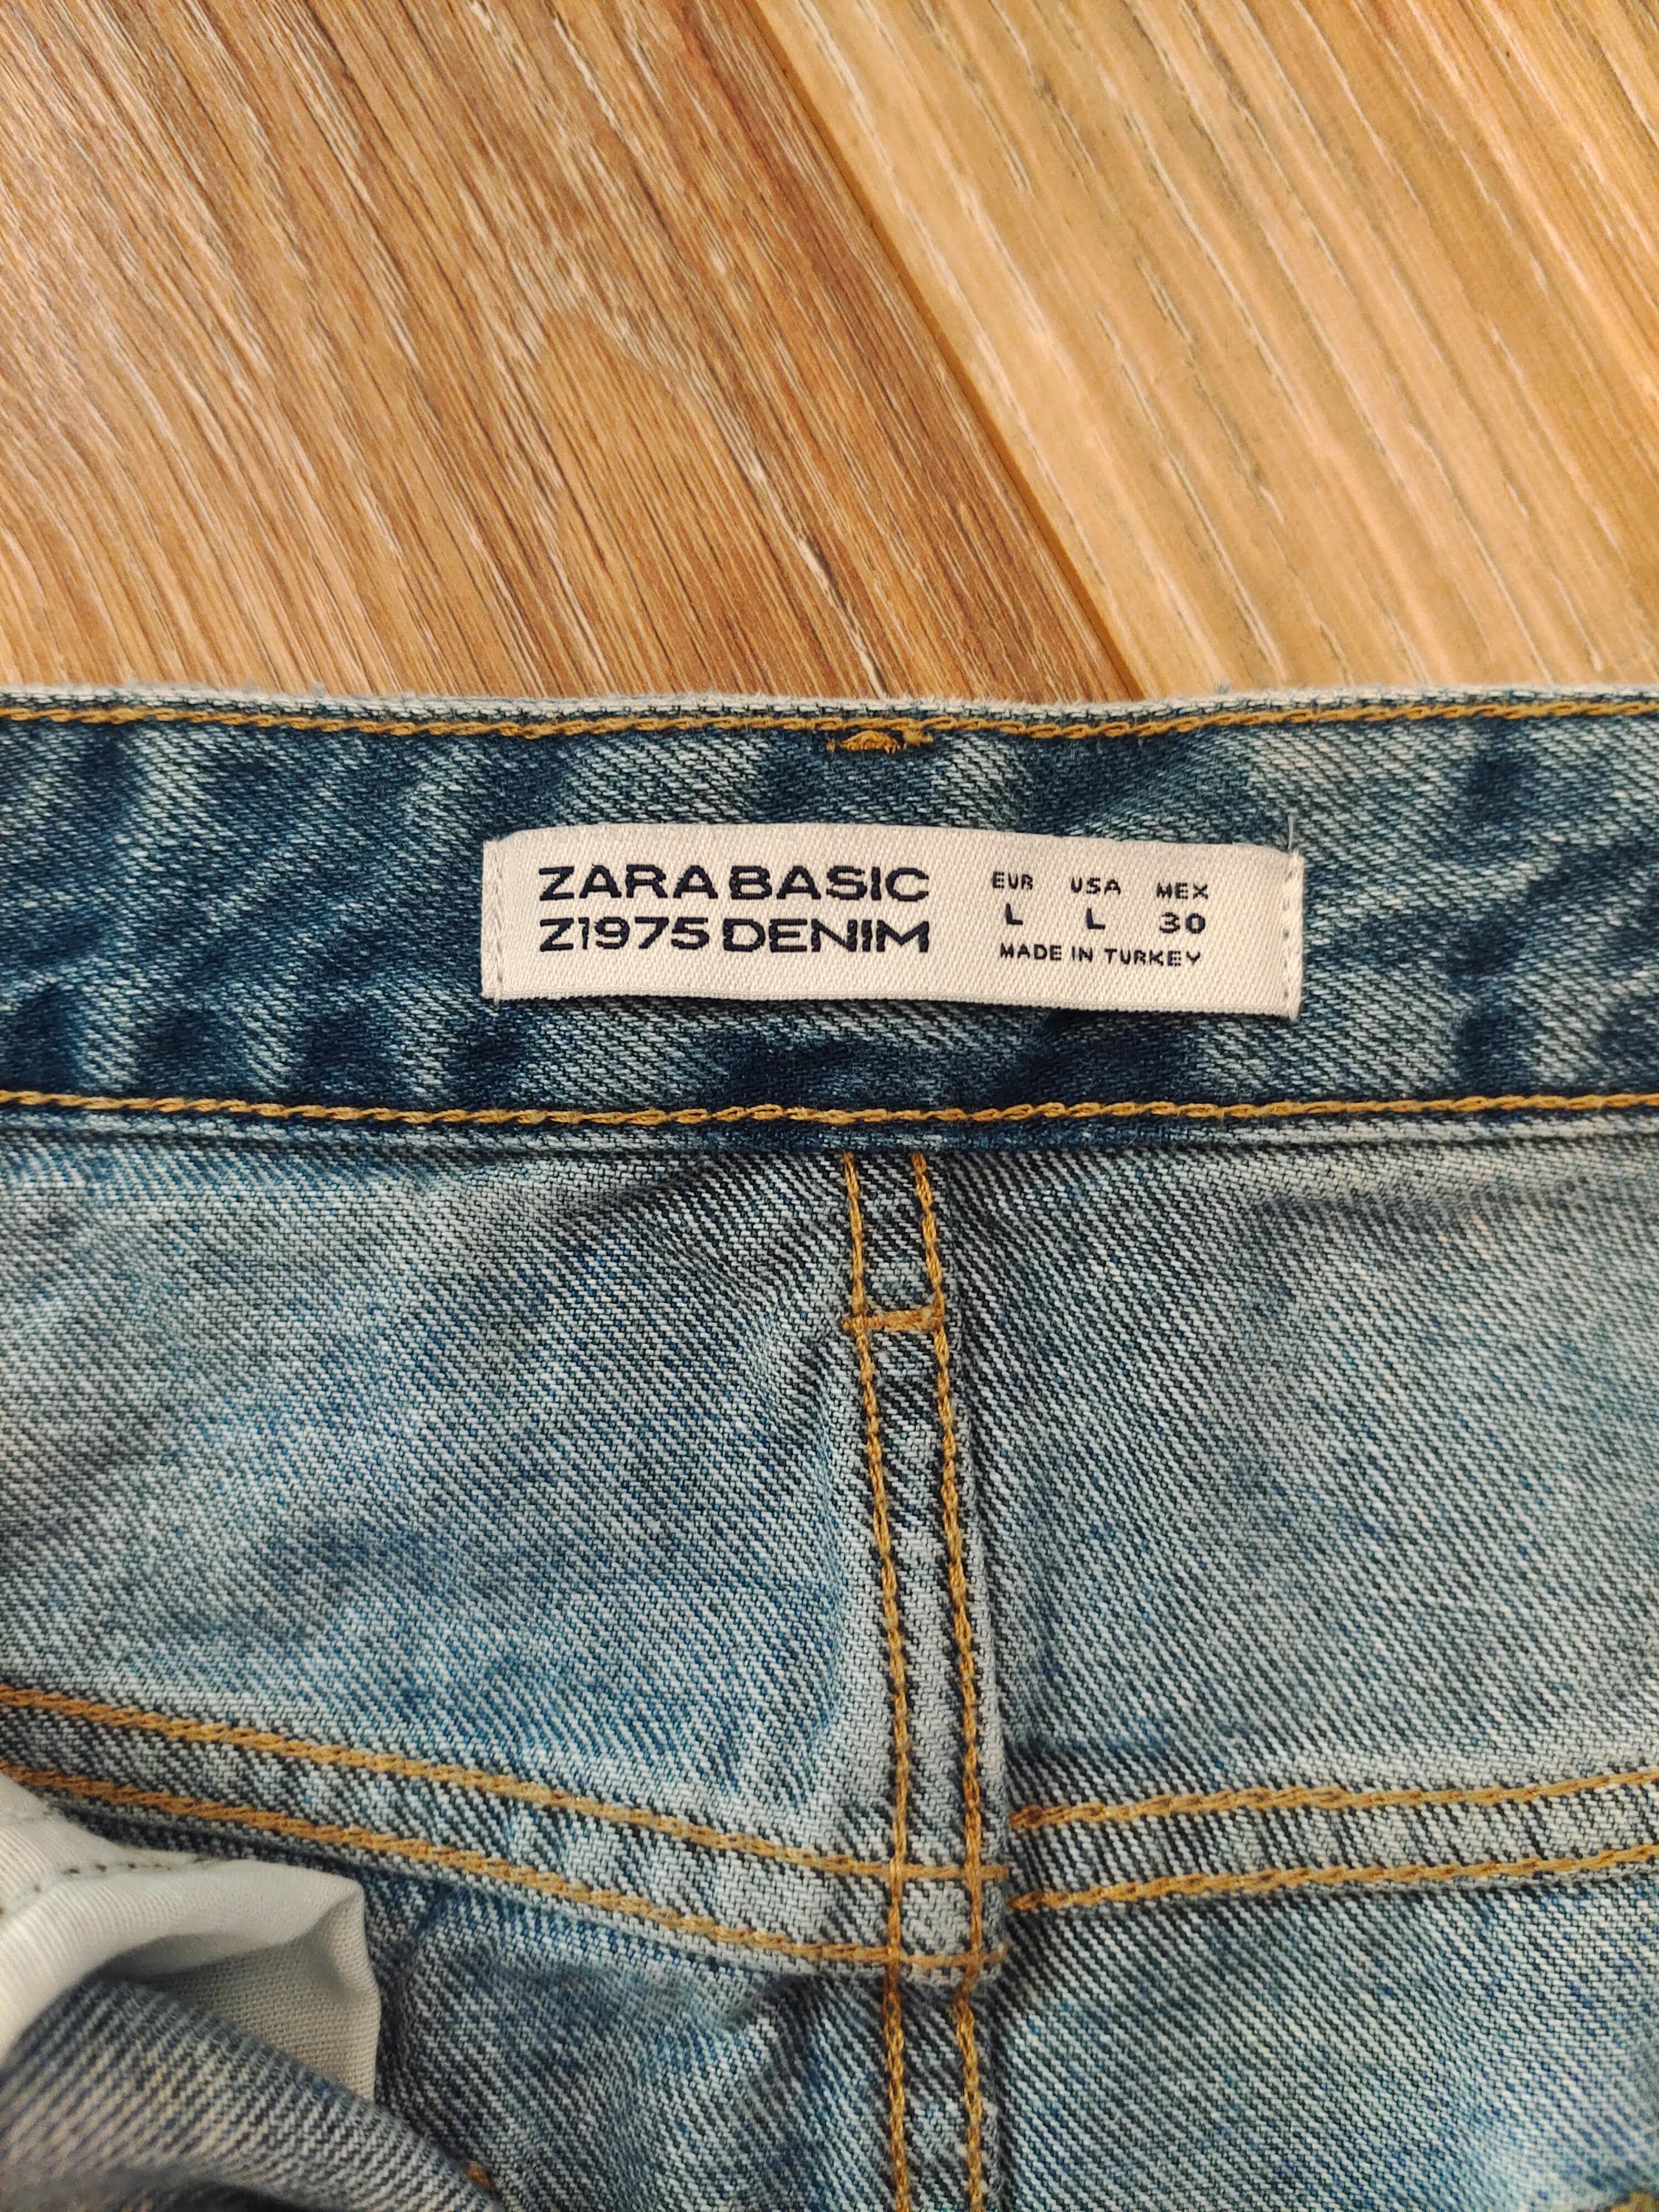 ZARA BASIC
Z1975 DENIM
EUR USA MEX
L L 30
MADE IN TURKEY